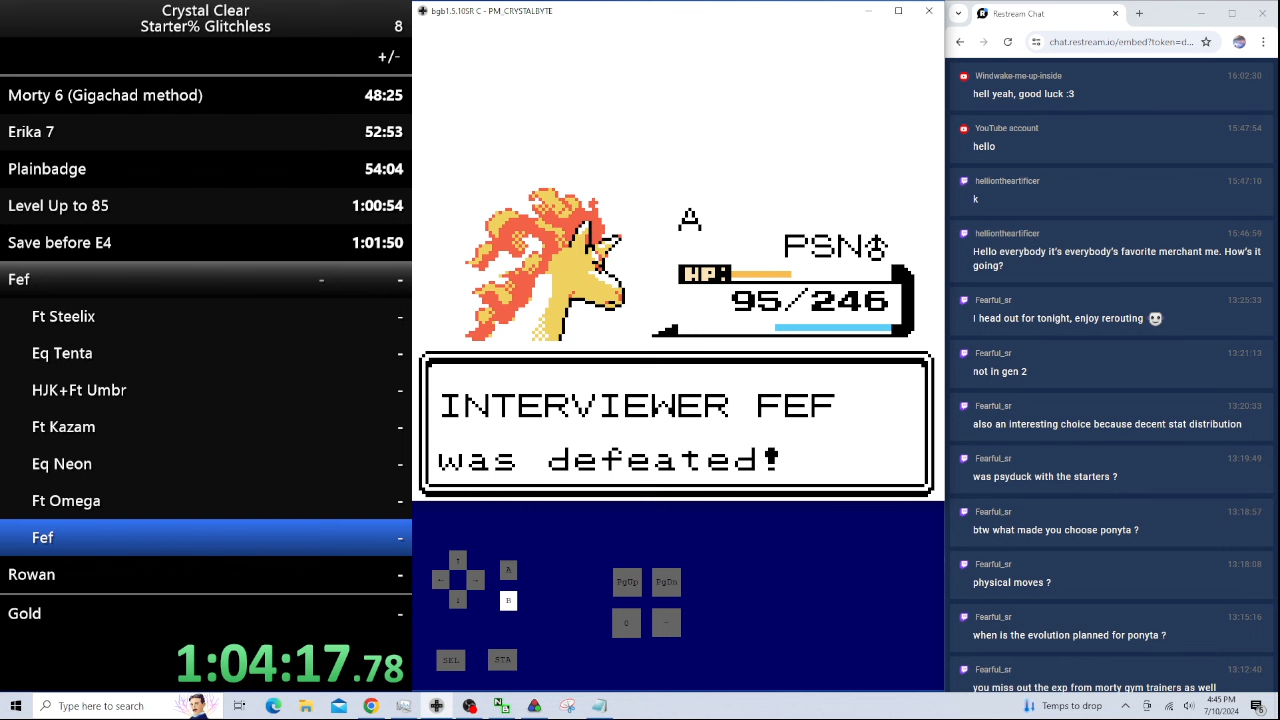 Crystal Clear
Starter% Glitchless
8
+/-
Morty 6 (Gigachad method) 48:25
Erika 7 52:53
Plainbadge 54:04
Level Up to 85 1:00:54
Save before E4 1:01:50
Fef - -
Ft Steelix -
Eq Tenta -
HJK+Ft Umbr -
Ft Kazam -
Eq Neon -
Ft Omega -
Fef -
Rowan -
Gold -
1:04:17.78
bgb1.5.10SR C - PM_CRYSTALBYTE
A
PSN♂
HP:
95/246
INTERVIEWER FEF
was defeated!
↑
← →
↓
A
B
SEL
STA
PgUp
PgDn
0
-
Restream Chat
chat.restream.io/embed?token=d...
Windwake-me-up-inside 16:02:30
hell yeah, good luck :3
YouTube account 15:47:54
hello
helliontheartificer 15:47:10
k
helliontheartificer 15:46:59
Hello everybody it's everybody's favorite merchant me. How's it
going?
Fearful_sr 13:25:33
I head out for tonight, enjoy rerouting
Fearful_sr 13:21:13
not in gen 2
Fearful_sr 13:20:33
also an interesting choice because decent stat distribution
Fearful_sr 13:19:49
was psyduck with the starters ?
Fearful_sr 13:18:57
btw what made you choose ponyta ?
Fearful_sr 13:18:08
physical moves ?
Fearful_sr 13:15:16
when is the evolution planned for ponyta ?
Fearful_sr 13:12:40
you miss out the exp from morty gym trainers as well
Type here to search
Temps to drop
4:45 PM
7/10/2024